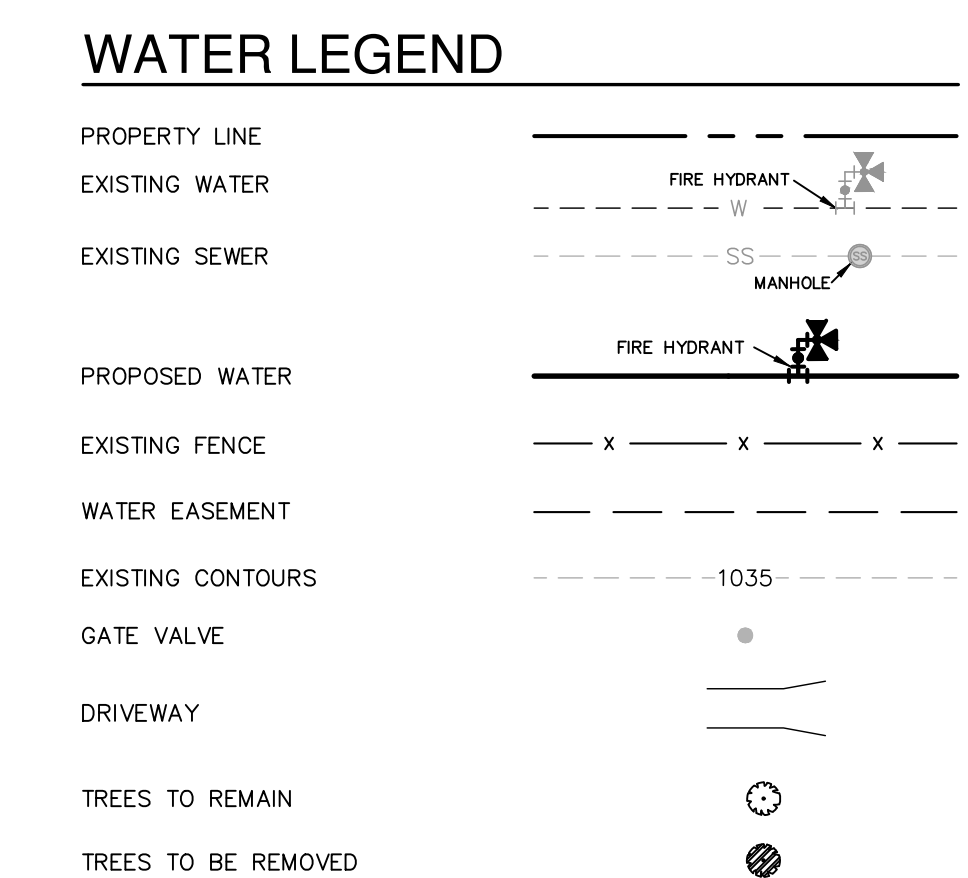 WATER LEGEND
PROPERTY LINE
EXISTING WATER
FIRE HYDRANT
W
EXISTING SEWER
SS
SS
MANHOLE
FIRE HYDRANT
PROPOSED WATER
EXISTING FENCE
X X X
WATER EASEMENT
EXISTING CONTOURS
1035
GATE VALVE
DRIVEWAY
TREES TO REMAIN
TREES TO BE REMOVED